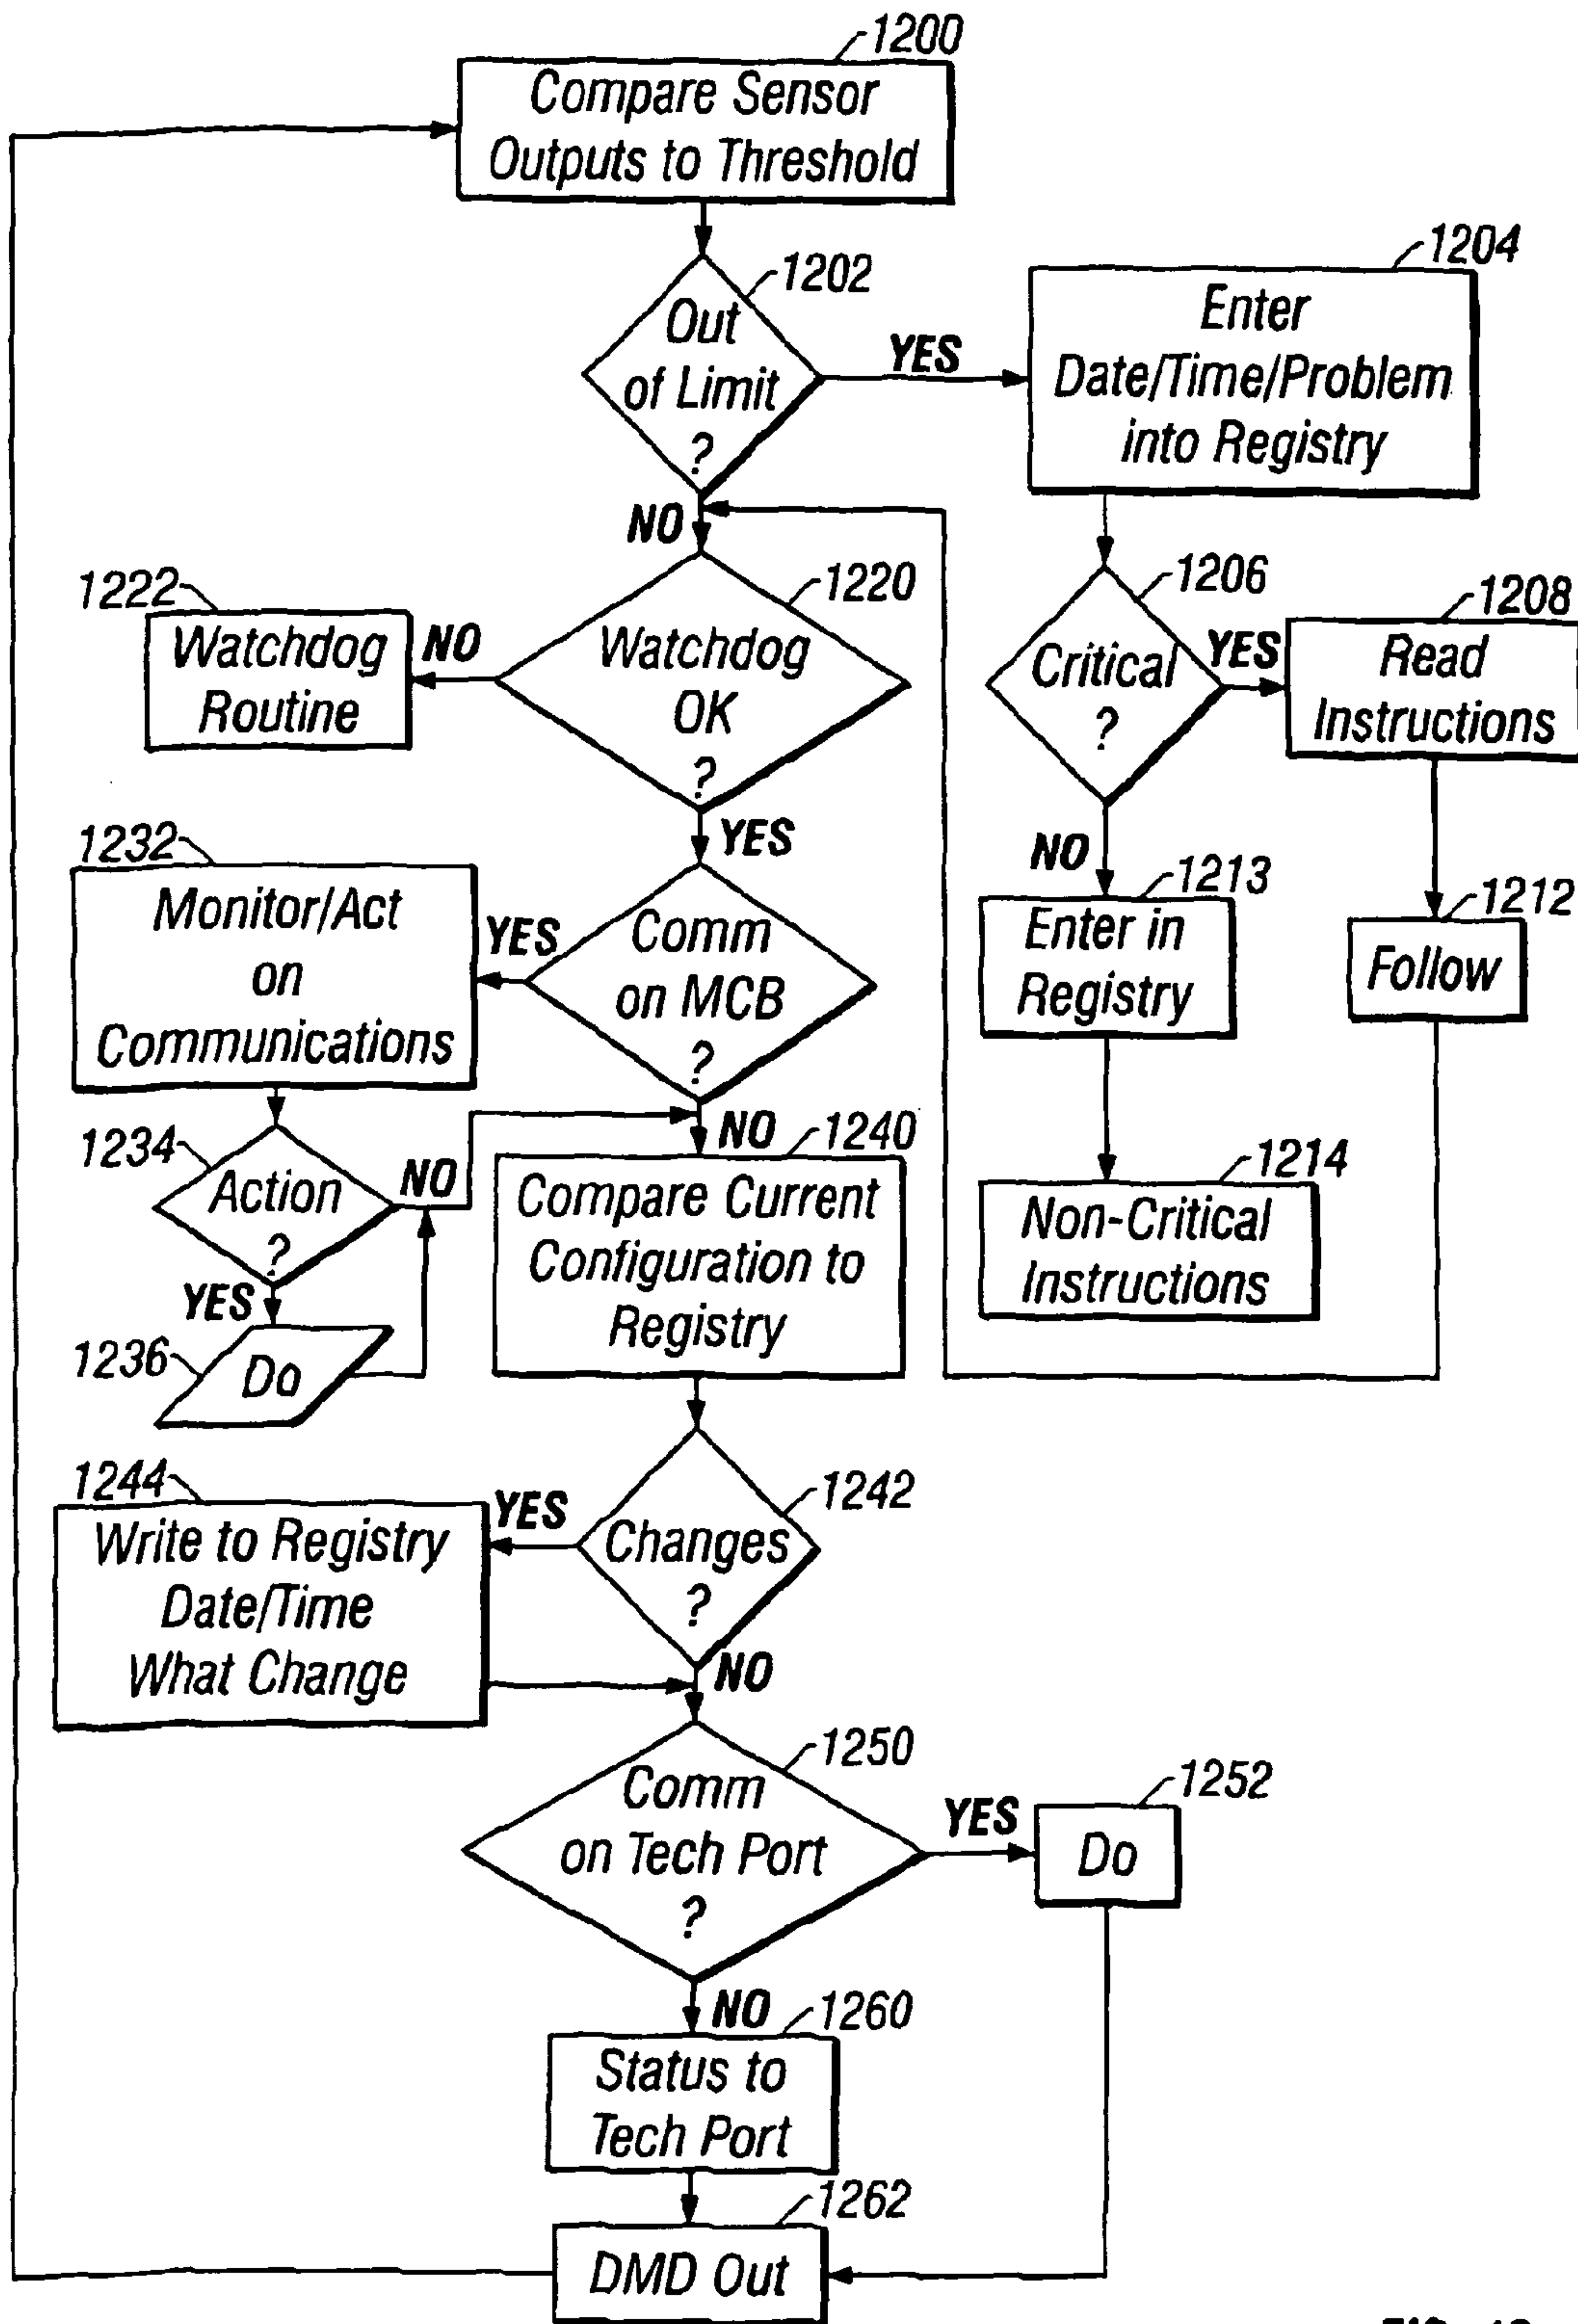 1200
Compare Sensor
Outputs to Threshold
1202
Out
of Limit
?
YES
1204
Enter
Date/Time/Problem
into Registry
NO
1206
Critical
?
YES
1208
Read
Instructions
1220
Watchdog
OK
?
NO
1222
Watchdog
Routine
YES
NO
1213
Enter in
Registry
1212
Follow
1214
Non-Critical
Instructions
Comm
on MCB
?
YES
1232
Monitor/Act
on
Communications
1234
Action
?
NO
YES
1236
Do
NO
1240
Compare Current
Configuration to
Registry
1242
Changes
?
YES
1244
Write to Registry
Date/Time
What Change
NO
1250
Comm
on Tech Port
?
YES
1252
Do
NO
1260
Status to
Tech Port
1262
DMD Out